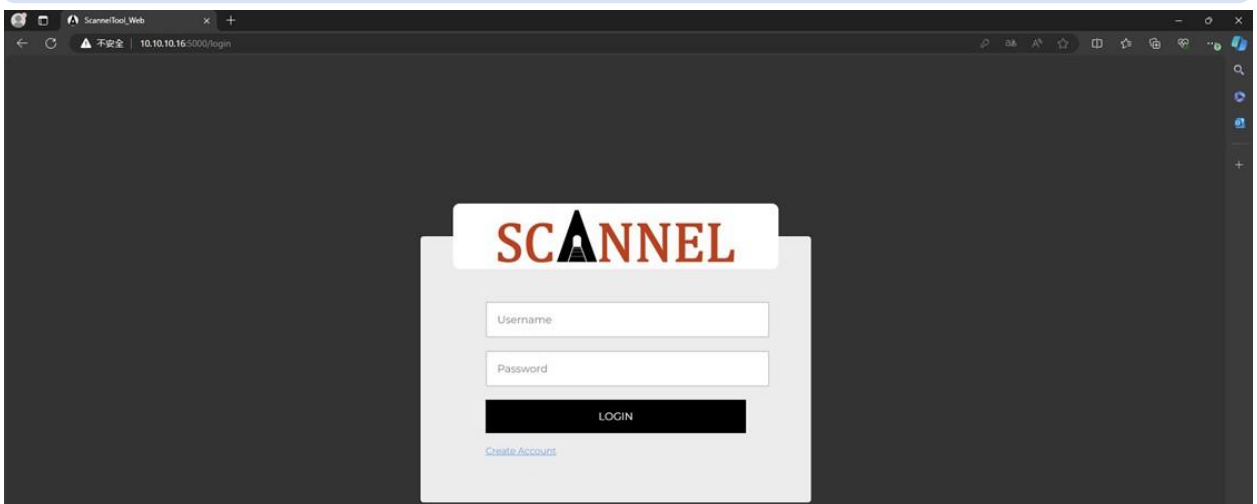 ScannelTool_Web
不安全 10.10.10.16:5000/login
SCANNEL
Username
Password
LOGIN
Create Account